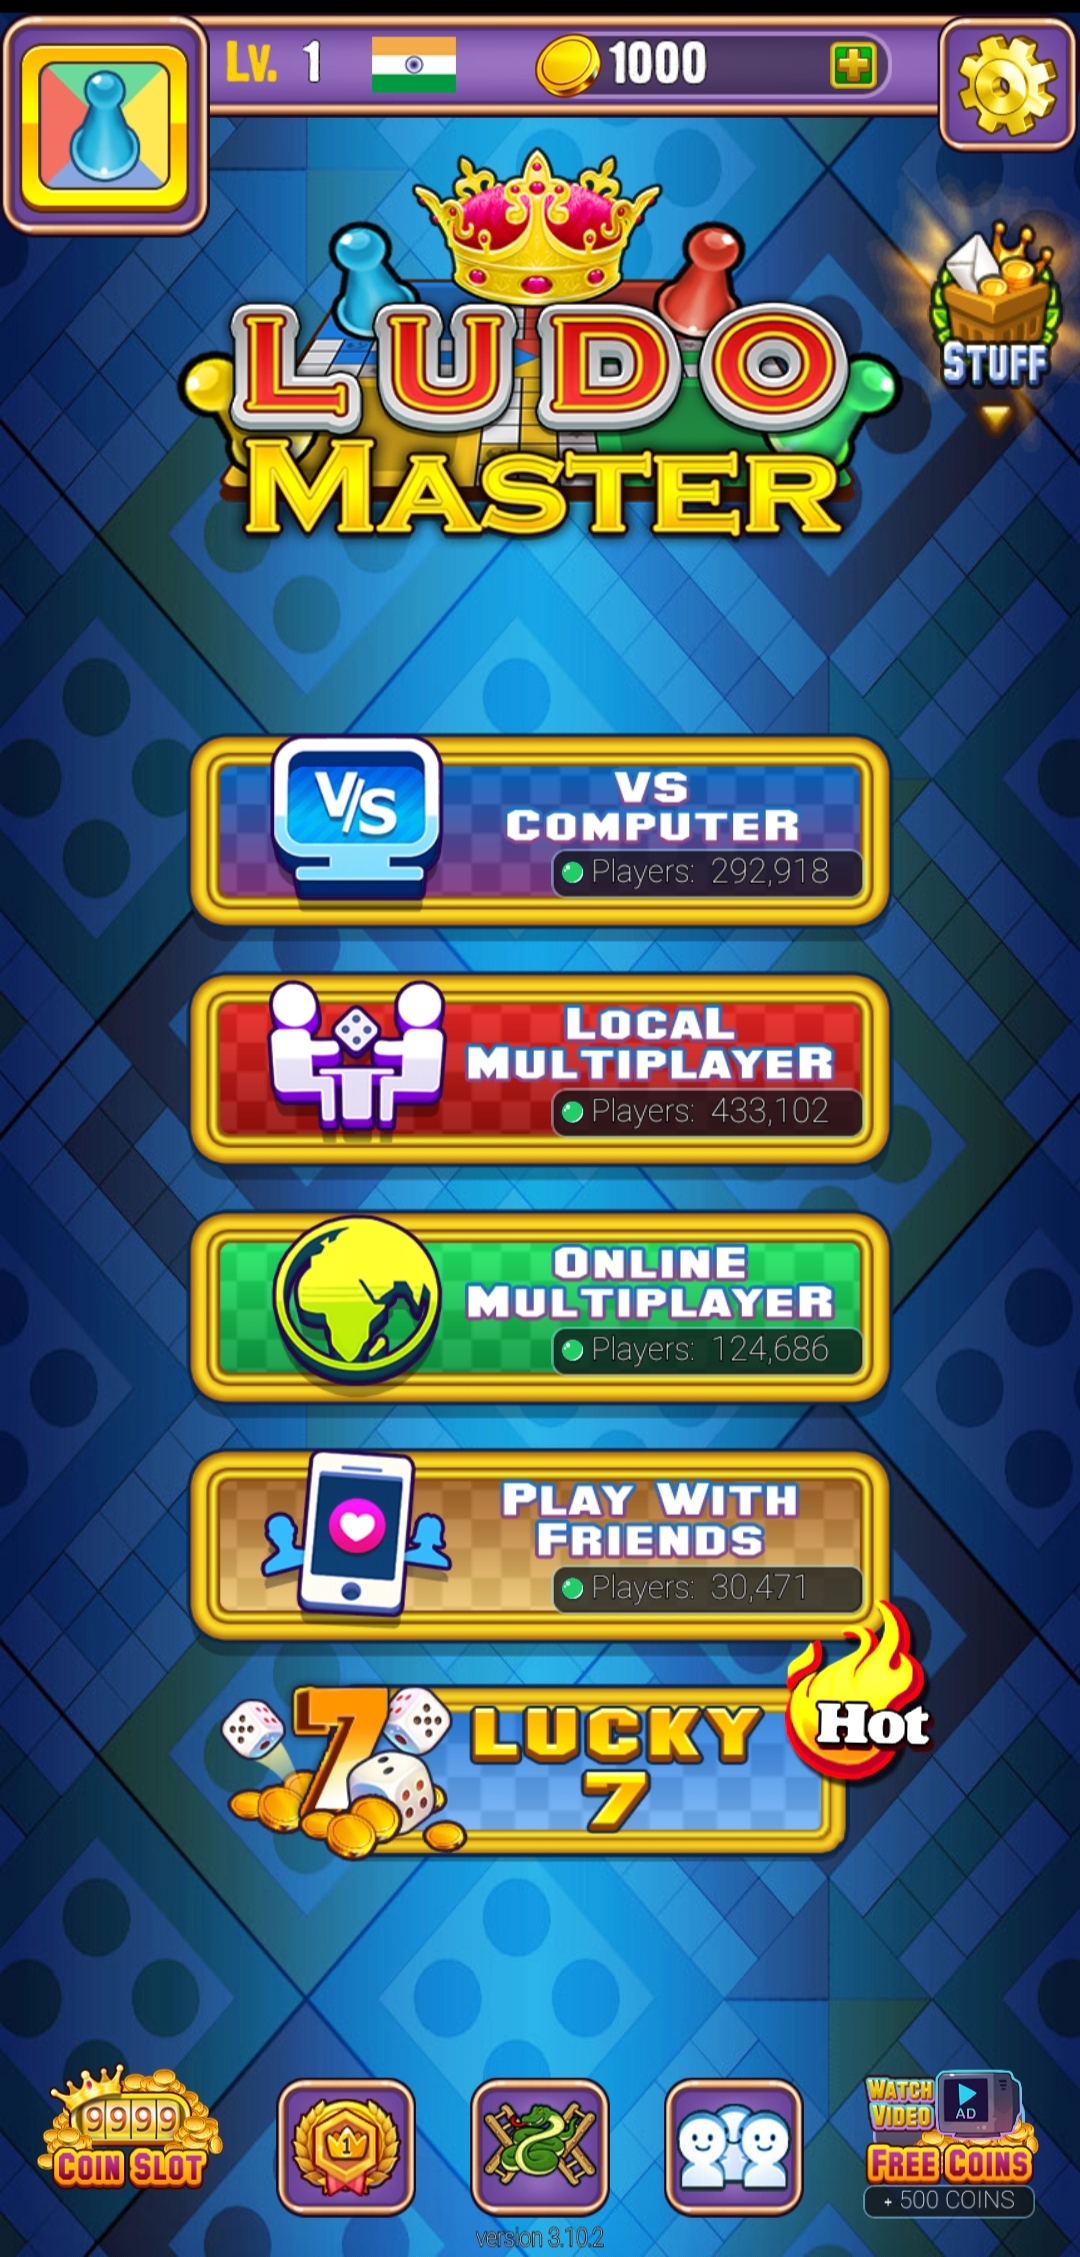 Lv. 1
1000
STUFF
LUDO
MASTER
V/S
VS
COMPUTER
Players: 292,918
LOCAL
MULTIPLAYER
Players: 433,102
ONLINE
MULTIPLAYER
Players: 124,686
PLAY WITH
FRIENDS
Players: 30,471
7
LUCKY
7
Hot
9999
COIN SLOT
1
WATCH
VIDEO
AD
FREE COINS
+ 500 COINS
version 3.10.2